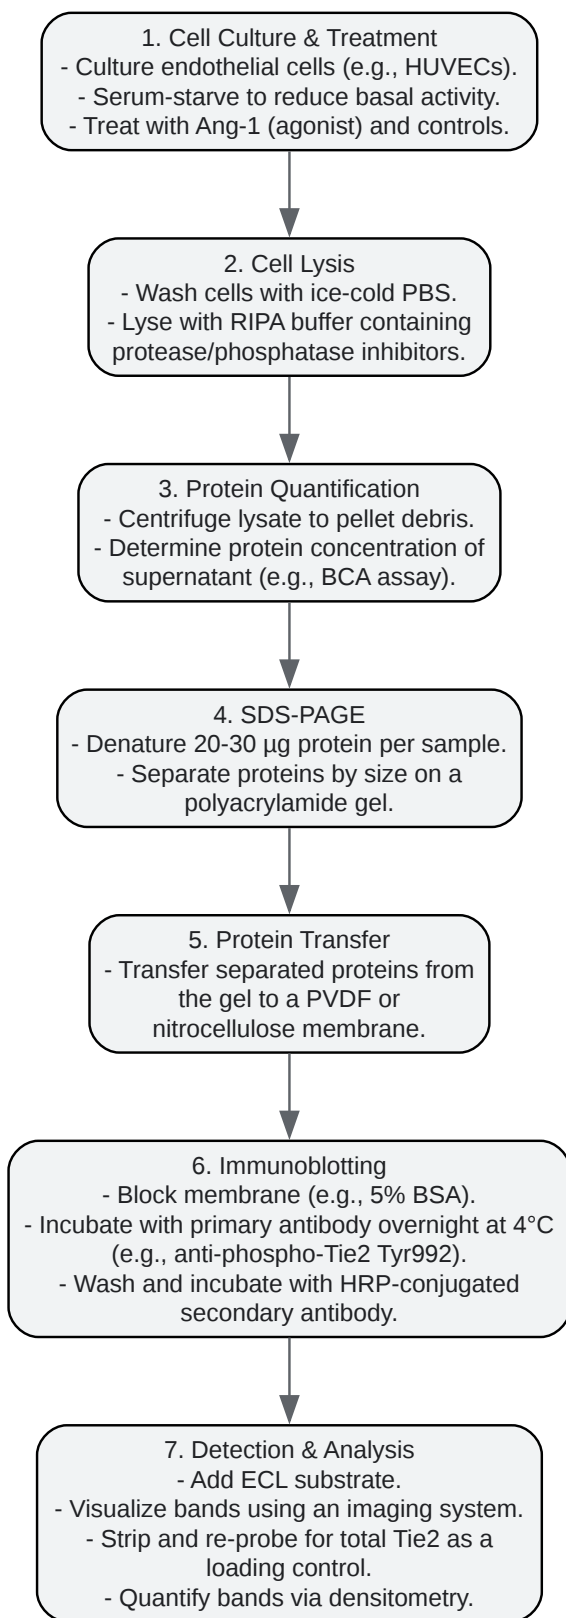 1. Cell Culture & Treatment
- Culture endothelial cells (e.g., HUVECs).
- Serum-starve to reduce basal activity.
- Treat with Ang-1 (agonist) and controls.
2. Cell Lysis
- Wash cells with ice-cold PBS.
- Lyse with RIPA buffer containing
protease/phosphatase inhibitors.
3. Protein Quantification
- Centrifuge lysate to pellet debris.
- Determine protein concentration of
supernatant (e.g., BCA assay).
4. SDS-PAGE
- Denature 20-30 µg protein per sample.
- Separate proteins by size on a
polyacrylamide gel.
5. Protein Transfer
- Transfer separated proteins from
the gel to a PVDF or
nitrocellulose membrane.
6. Immunoblotting
- Block membrane (e.g., 5% BSA).
- Incubate with primary antibody overnight at 4°C
(e.g., anti-phospho-Tie2 Tyr992).
- Wash and incubate with HRP-conjugated
secondary antibody.
7. Detection & Analysis
- Add ECL substrate.
- Visualize bands using an imaging system.
- Strip and re-probe for total Tie2 as a
loading control.
- Quantify bands via densitometry.